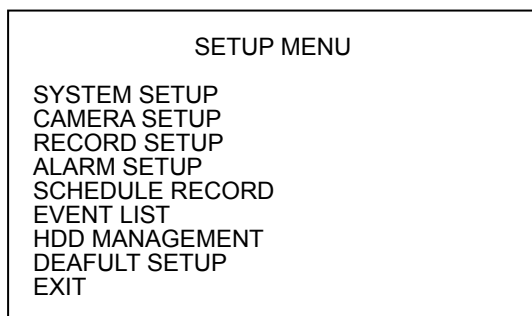 SETUP MENU
SYSTEM SETUP
CAMERA SETUP
RECORD SETUP
ALARM SETUP
SCHEDULE RECORD
EVENT LIST
HDD MANAGEMENT
DEAFULT SETUP
EXIT